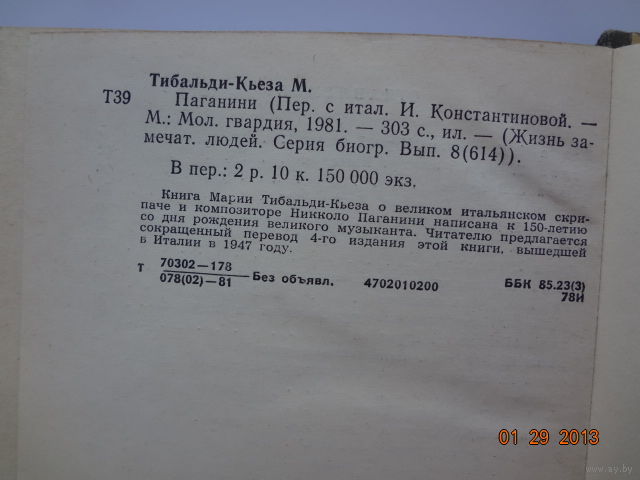 Тибальди-Кьеза М.
Т39 Паганини (Пер. с итал. И. Константиновой. —
М.: Мол. гвардия, 1981. — 303 с., ил. — (Жизнь за-
мечат. людей. Серия биогр. Вып. 8(614)).
В пер.: 2 р. 10 к. 150 000 экз.
Книга Марии Тибальди-Кьеза о великом итальянском скри-
паче и композиторе Никколо Паганини написана к 150-летию
со дня рождения великого музыканта. Читателю предлагается
сокращенный перевод 4-го издания этой книги, вышедшей
в Италии в 1947 году.
Т 70302—178 Без объявл. 4702010200 ББК 85.23(3)
078(02)—81 78И
01 29 2013
www.ay.by